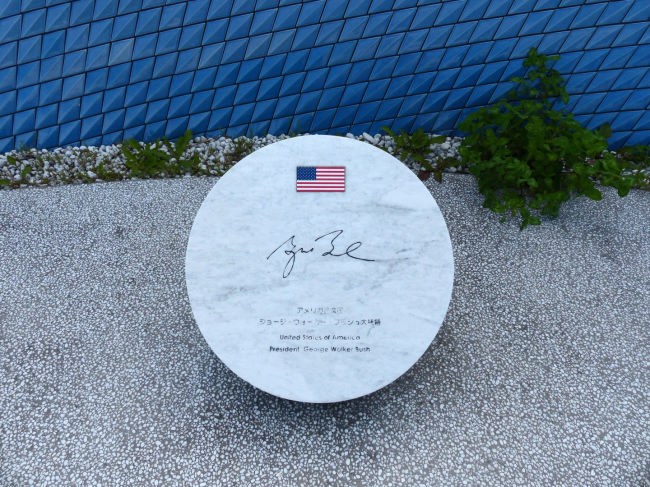 アメリカ合衆国
ジョージ・ウォーカー・ブッシュ大統領
United States of America
President George Walker Bush